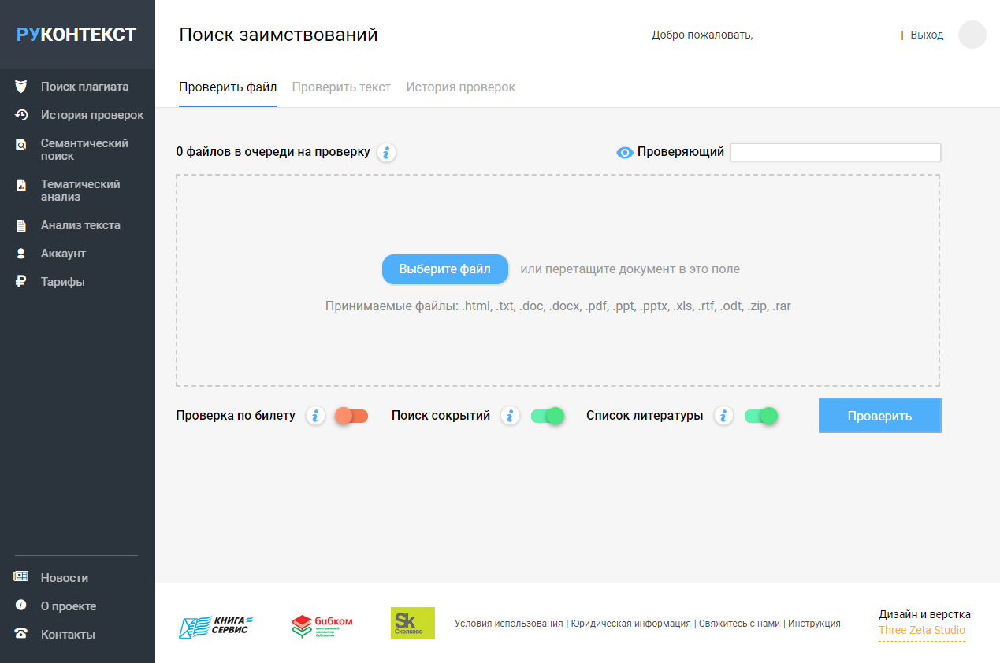 РУКОНТЕКСТ
Поиск плагиата
История проверок
Семантический
поиск
Тематический
анализ
Анализ текста
Аккаунт
Тарифы
Новости
О проекте
Контакты
Поиск заимствований
Добро пожаловать,
| Выход
Проверить файл Проверить текст История проверок
0 файлов в очереди на проверку i Проверяющий
Выберите файл или перетащите документ в это поле
Принимаемые файлы: .html, .txt, .doc, .docx, .pdf, .ppt, .pptx, .xls, .rtf, .odt, .zip, .rar
Проверка по билету i Поиск сокрытий i Список литературы i Проверить
КНИГА
СЕРВИС
бибком
центральный
коллектор
библиотек
Sk
Сколково
Условия использования | Юридическая информация | Свяжитесь с нами | Инструкция
Дизайн и верстка
Three Zeta Studio